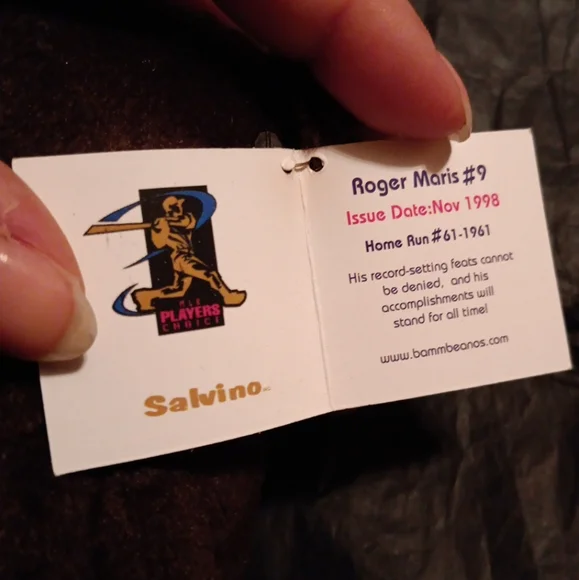 MLB
PLAYERS
CHOICE
Salvino
Roger Maris #9
Issue Date:Nov 1998
Home Run #61-1961
His record-setting feats cannot
be denied, and his
accomplishments will
stand for all time!
www.bammbeanos.com